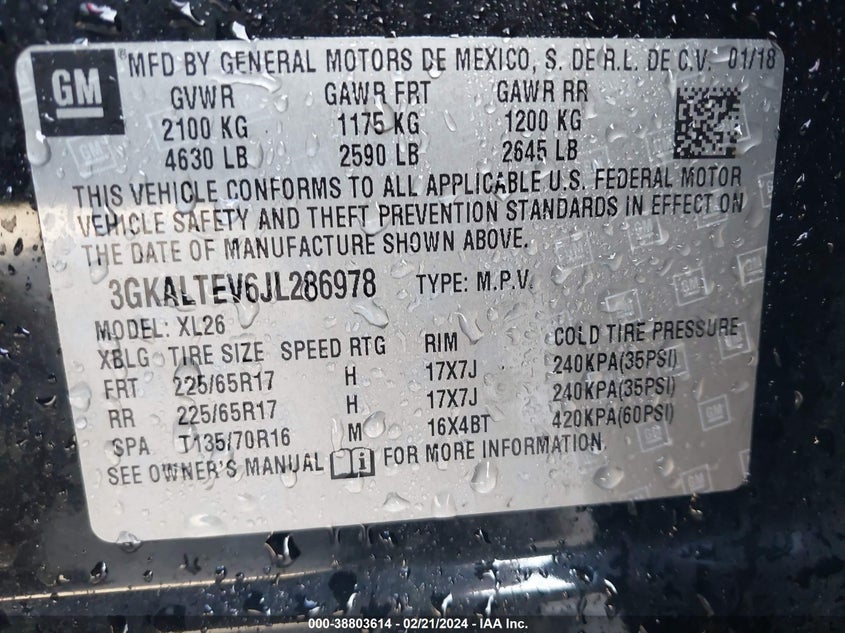 GM ®MFD BY GENERAL MOTORS DE MEXICO, S. DE R.L. DE C.V. 01/18
GVWR GAWR FRT GAWR RR
2100 KG 1175 KG 1200 KG
4630 LB 2590 LB 2645 LB
THIS VEHICLE CONFORMS TO ALL APPLICABLE U.S. FEDERAL MOTOR
VEHICLE SAFETY AND THEFT PREVENTION STANDARDS IN EFFECT ON
THE DATE OF MANUFACTURE SHOWN ABOVE.
3GKALTEV6JL286978 TYPE: M.P.V.
MODEL: XL26
XBLG TIRE SIZE SPEED RTG RIM COLD TIRE PRESSURE
FRT 225/65R17 H 17X7J 240KPA(35PSI)
RR 225/65R17 H 17X7J 240KPA(35PSI)
SPA T135/70R16 M 16X4BT 420KPA(60PSI)
SEE OWNER'S MANUAL i FOR MORE INFORMATION.
000-38803614 - 02/21/2024 - IAA Inc.